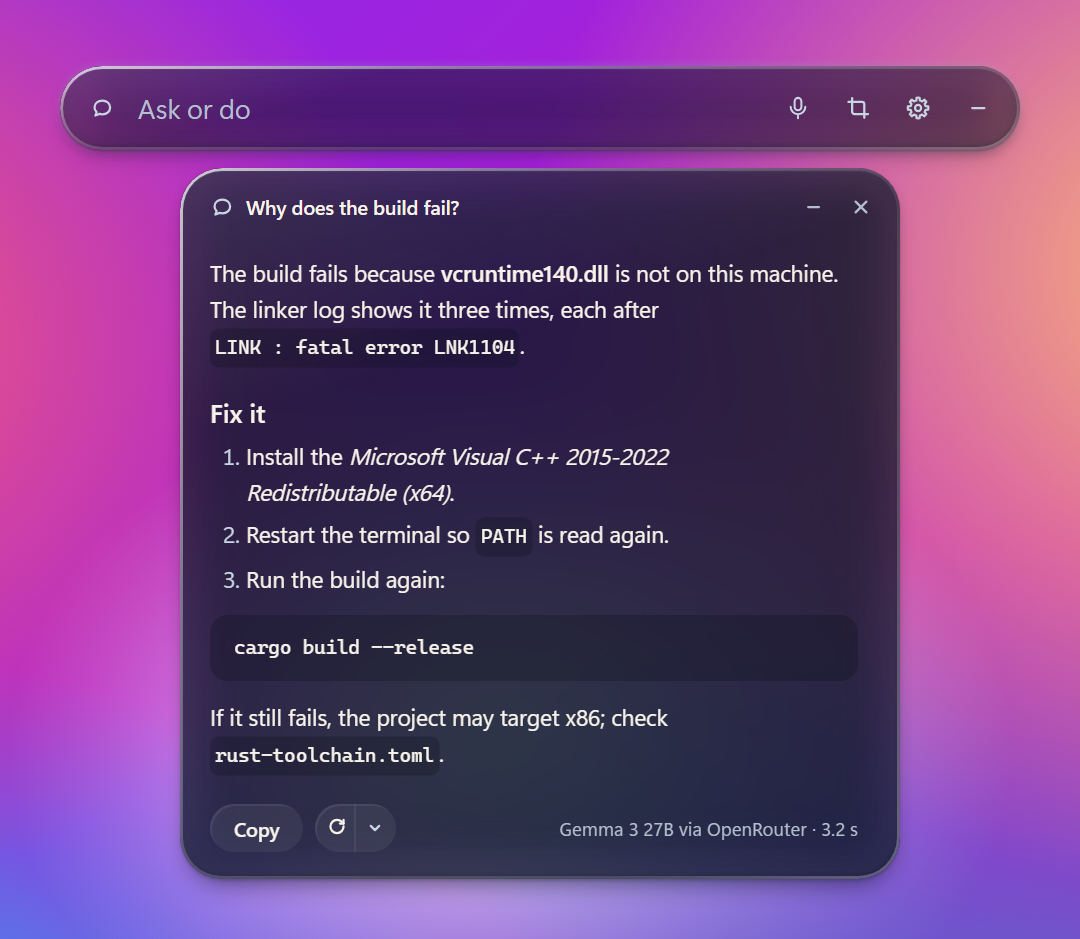 Ask or do
Why does the build fail?
The build fails because vcruntime140.dll is not on this machine.
The linker log shows it three times, each after
LINK : fatal error LNK1104.
Fix it
1. Install the Microsoft Visual C++ 2015-2022
Redistributable (x64).
2. Restart the terminal so PATH is read again.
3. Run the build again:
cargo build --release
If it still fails, the project may target x86; check
rust-toolchain.toml.
Copy
Gemma 3 27B via OpenRouter · 3.2 s